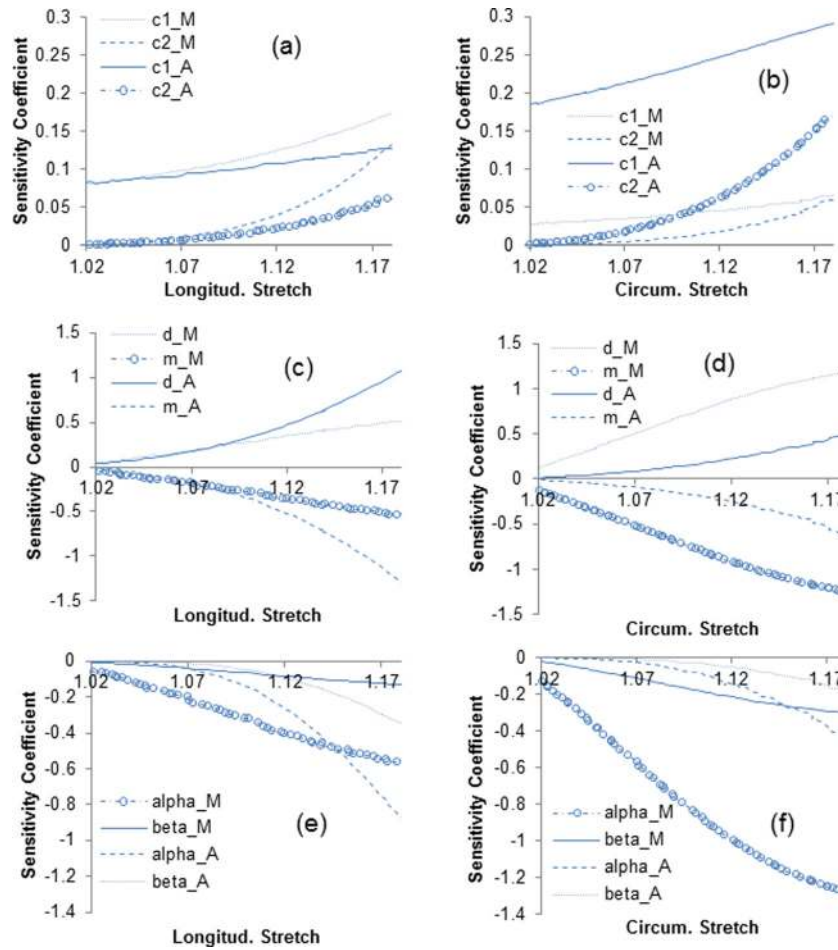 0.3
0.25
0.2
0.15
0.1
0.05
0
Sensitivity Coefficient
c1_M
c2_M
c1_A
c2_A
(a)
1.02 1.07 1.12 1.17
Longitud. Stretch
0.3
0.25
0.2
0.15
0.1
0.05
0
Sensitivity Coefficient
(b)
c1_M
c2_M
c1_A
c2_A
1.02 1.07 1.12 1.17
Circum. Stretch
1.5
1
0.5
0
-0.5
-1
-1.5
Sensitivity Coefficient
d_M
m_M
d_A
m_A
(c)
1.02 1.07 1.12 1.17
Longitud. Stretch
1.5
1
0.5
0
-0.5
-1
-1.5
Sensitivity Coefficient
d_M
m_M
d_A
m_A
(d)
1.02 1.07 1.12 1.17
Circum. Stretch
0
-0.2
-0.4
-0.6
-0.8
-1
-1.2
-1.4
Sensitivity Coefficient
1.02 1.07 1.12 1.17
alpha_M
beta_M
alpha_A
beta_A
(e)
Longitud. Stretch
0
-0.2
-0.4
-0.6
-0.8
-1
-1.2
-1.4
Sensitivity Coefficient
1.02 1.07 1.12 1.17
alpha_M
beta_M
alpha_A
beta_A
(f)
Circum. Stretch